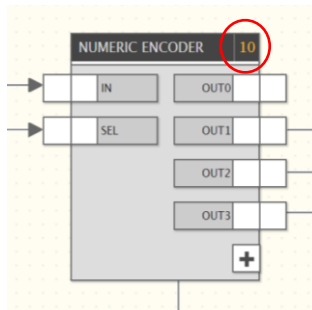 NUMERIC ENCODER 10
IN OUT0
SEL OUT1
OUT2
OUT3